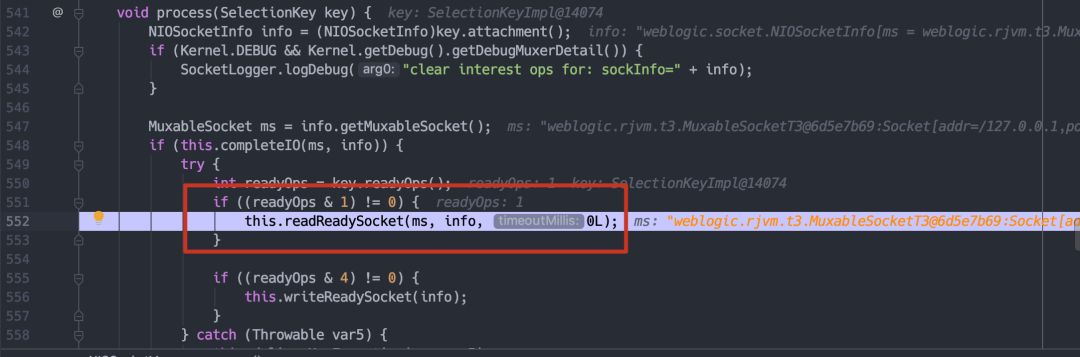 541 @ void process(SelectionKey key) { key: SelectionKeyImpl@14074
542 NIOSocketInfo info = (NIOSocketInfo)key.attachment(); info: "weblogic.socket.NIOSocketInfo[ms = weblogic.rjvm.t3.Mux
543 if (Kernel.DEBUG && Kernel.getDebug().getDebugMuxerDetail()) {
544 SocketLogger.logDebug( arg0: "clear interest ops for: sockInfo=" + info);
545 }
546
547 MuxableSocket ms = info.getMuxableSocket(); ms: "weblogic.rjvm.t3.MuxableSocketT3@6d5e7b69:Socket[addr=/127.0.0.1,po
548 if (this.completeIO(ms, info)) {
549 try {
550 int readyOps = key.readyOps(); readyOps: 1 key: SelectionKeyImpl@14074
551 if ((readyOps & 1) != 0) { readyOps: 1
552 this.readReadySocket(ms, info, timeoutMillis: 0L); ms: "weblogic.rjvm.t3.MuxableSocketT3@6d5e7b69:Socket[ad
553 }
554
555 if ((readyOps & 4) != 0) {
556 this.writeReadySocket(info);
557 }
558 } catch (Throwable var5) {